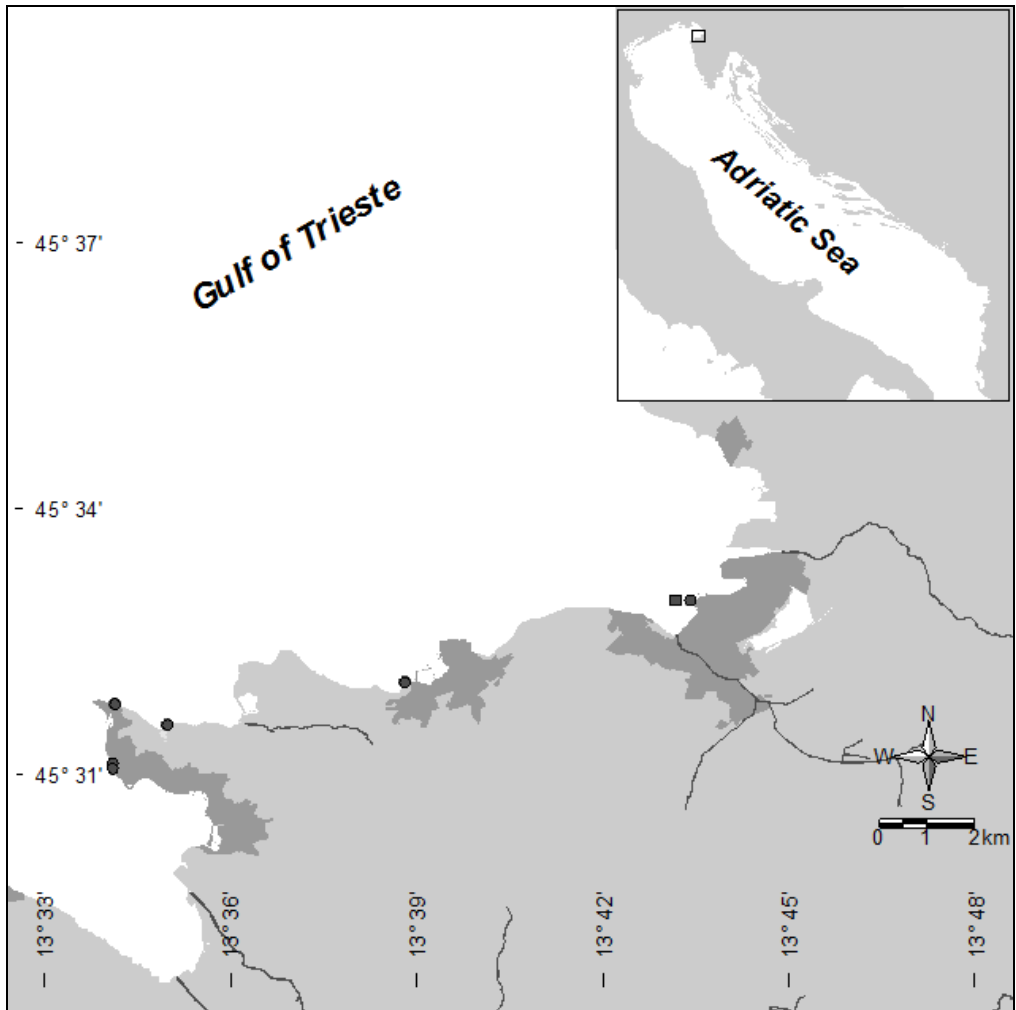 Adriatic Sea
Gulf of Trieste
45° 37'
45° 34'
45° 31'
N
W
E
S
0 1 2km
13° 33'
13° 36'
13° 39'
13° 42'
13° 45'
13° 48'